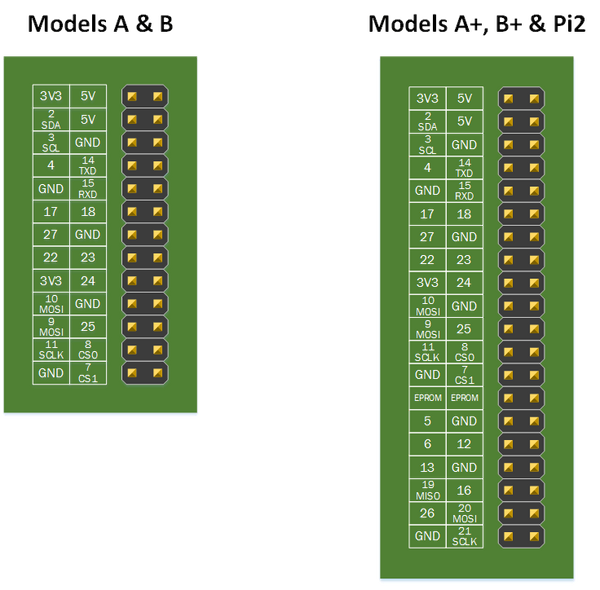 Models A & B
3V3 5V
2 SDA 5V
3 SCL GND
4 14 TXD
GND 15 RXD
17 18
27 GND
22 23
3V3 24
10 MOSI GND
9 MOSI 25
11 SCLK 8 CS0
GND 7 CS1
Models A+, B+ & Pi2
3V3 5V
2 SDA 5V
3 SCL GND
4 14 TXD
GND 15 RXD
17 18
27 GND
22 23
3V3 24
10 MOSI GND
9 MOSI 25
11 SCLK 8 CS0
GND 7 CS1
EPROM EPROM
5 GND
6 12
13 GND
19 MISO 16
26 20 MOSI
GND 21 SCLK